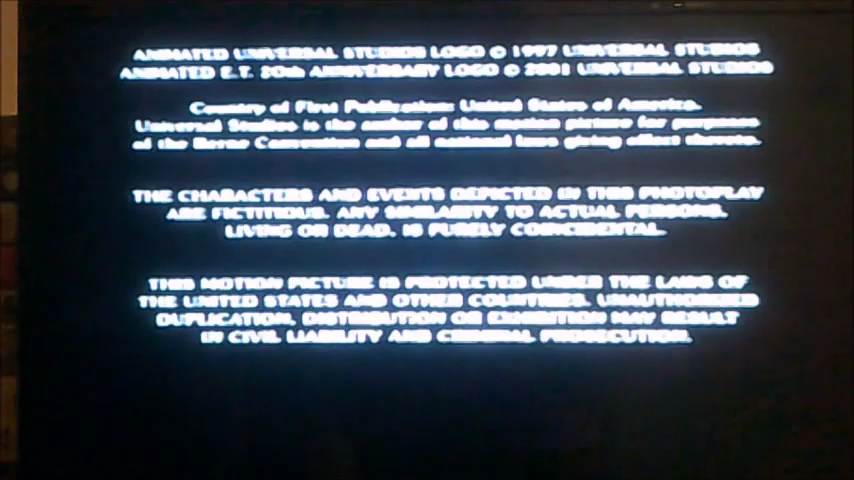 ANIMATED UNIVERSAL STUDIOS LOGO © 1997 UNIVERSAL STUDIOS
ANIMATED E.T. 20th ANNIVERSARY LOGO © 2001 UNIVERSAL STUDIOS
Country of First Publication: United States of America.
Universal Studios is the author of this motion picture for purposes
of the Berne Convention and all national laws giving effect thereto.
THE CHARACTERS AND EVENTS DEPICTED IN THIS PHOTOPLAY
ARE FICTITIOUS. ANY SIMILARITY TO ACTUAL PERSONS,
LIVING OR DEAD, IS PURELY COINCIDENTAL.
THIS MOTION PICTURE IS PROTECTED UNDER THE LAWS OF
THE UNITED STATES AND OTHER COUNTRIES. UNAUTHORIZED
DUPLICATION, DISTRIBUTION OR EXHIBITION MAY RESULT
IN CIVIL LIABILITY AND CRIMINAL PROSECUTION.